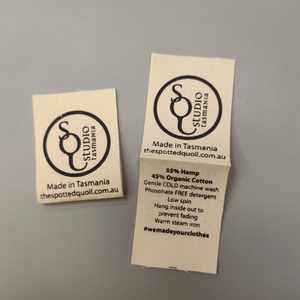 SQ
STUDIO
TASMANIA
Made in Tasmania
thespottedquoll.com.au
SQ
STUDIO
TASMANIA
Made in Tasmania
thespottedquoll.com.au
55% Hemp
45% Organic Cotton
Gentle COLD machine wash
Phosphate FREE detergent
Low spin
Hang inside out to
prevent fading
Warm steam iron
#wemadeyourclothes